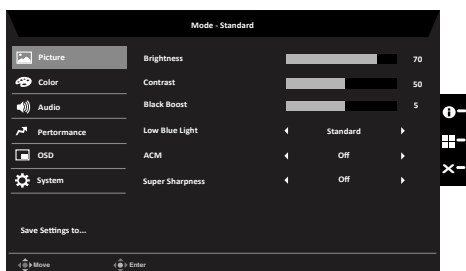 Mode - Standard
Picture
Brightness 70
Color
Contrast 50
Audio
Black Boost 5
Pertormance
Low Blue Light Standard
OSD
ACM Off
System
Super Sharpness Off
Save Settings to...
Move Enter